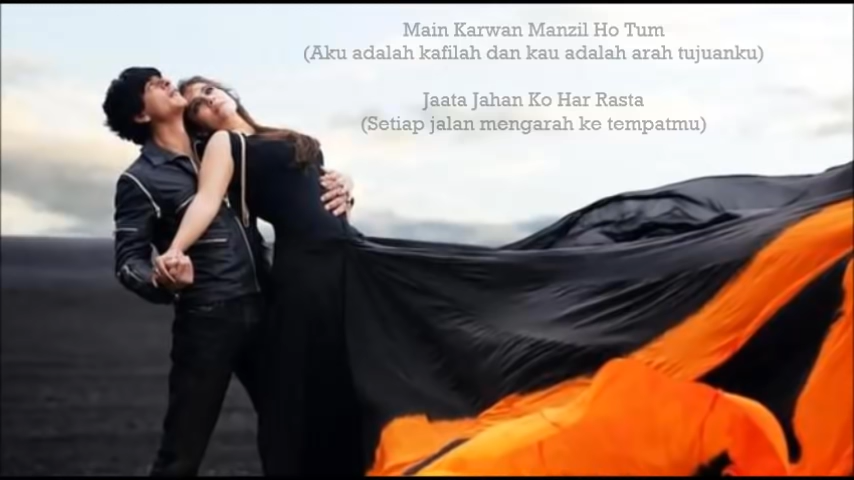 Main Karwan Manzil Ho Tum
(Aku adalah kafilah dan kau adalah arah tujuanku)
Jaata Jahan Ko Har Rasta
(Setiap jalan mengarah ke tempatmu)